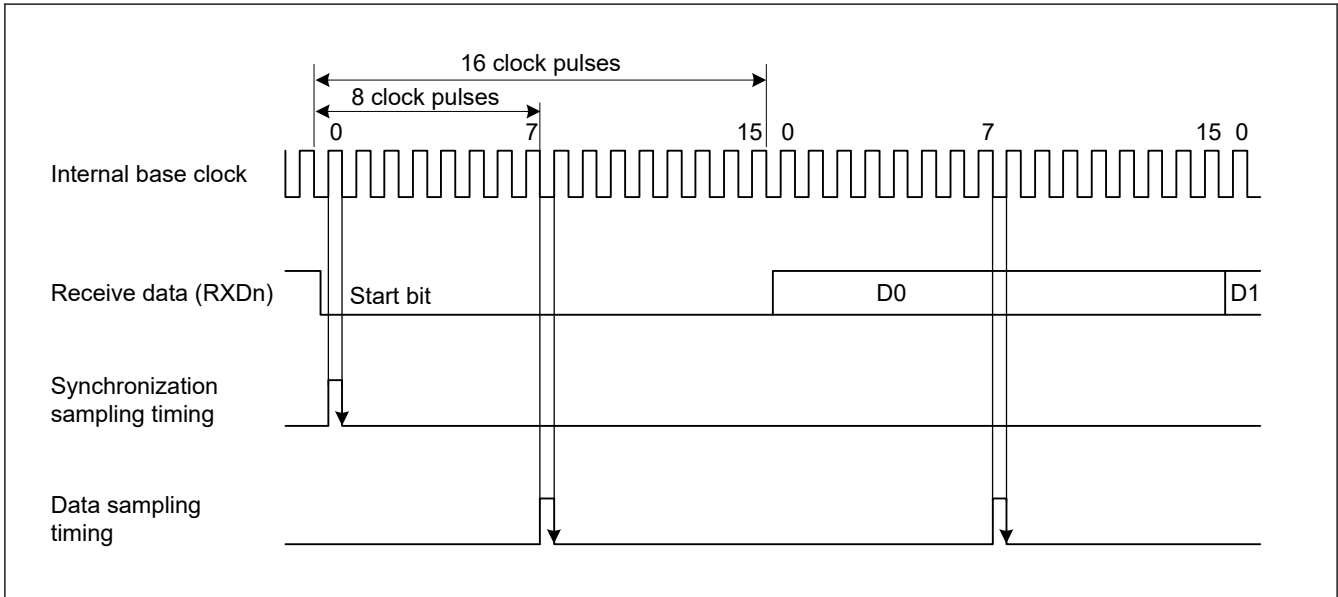 16 clock pulses
8 clock pulses
0 7 15 0 7 15 0
Internal base clock
Receive data (RXDn) Start bit D0 D1
Synchronization
sampling timing
Data sampling
timing